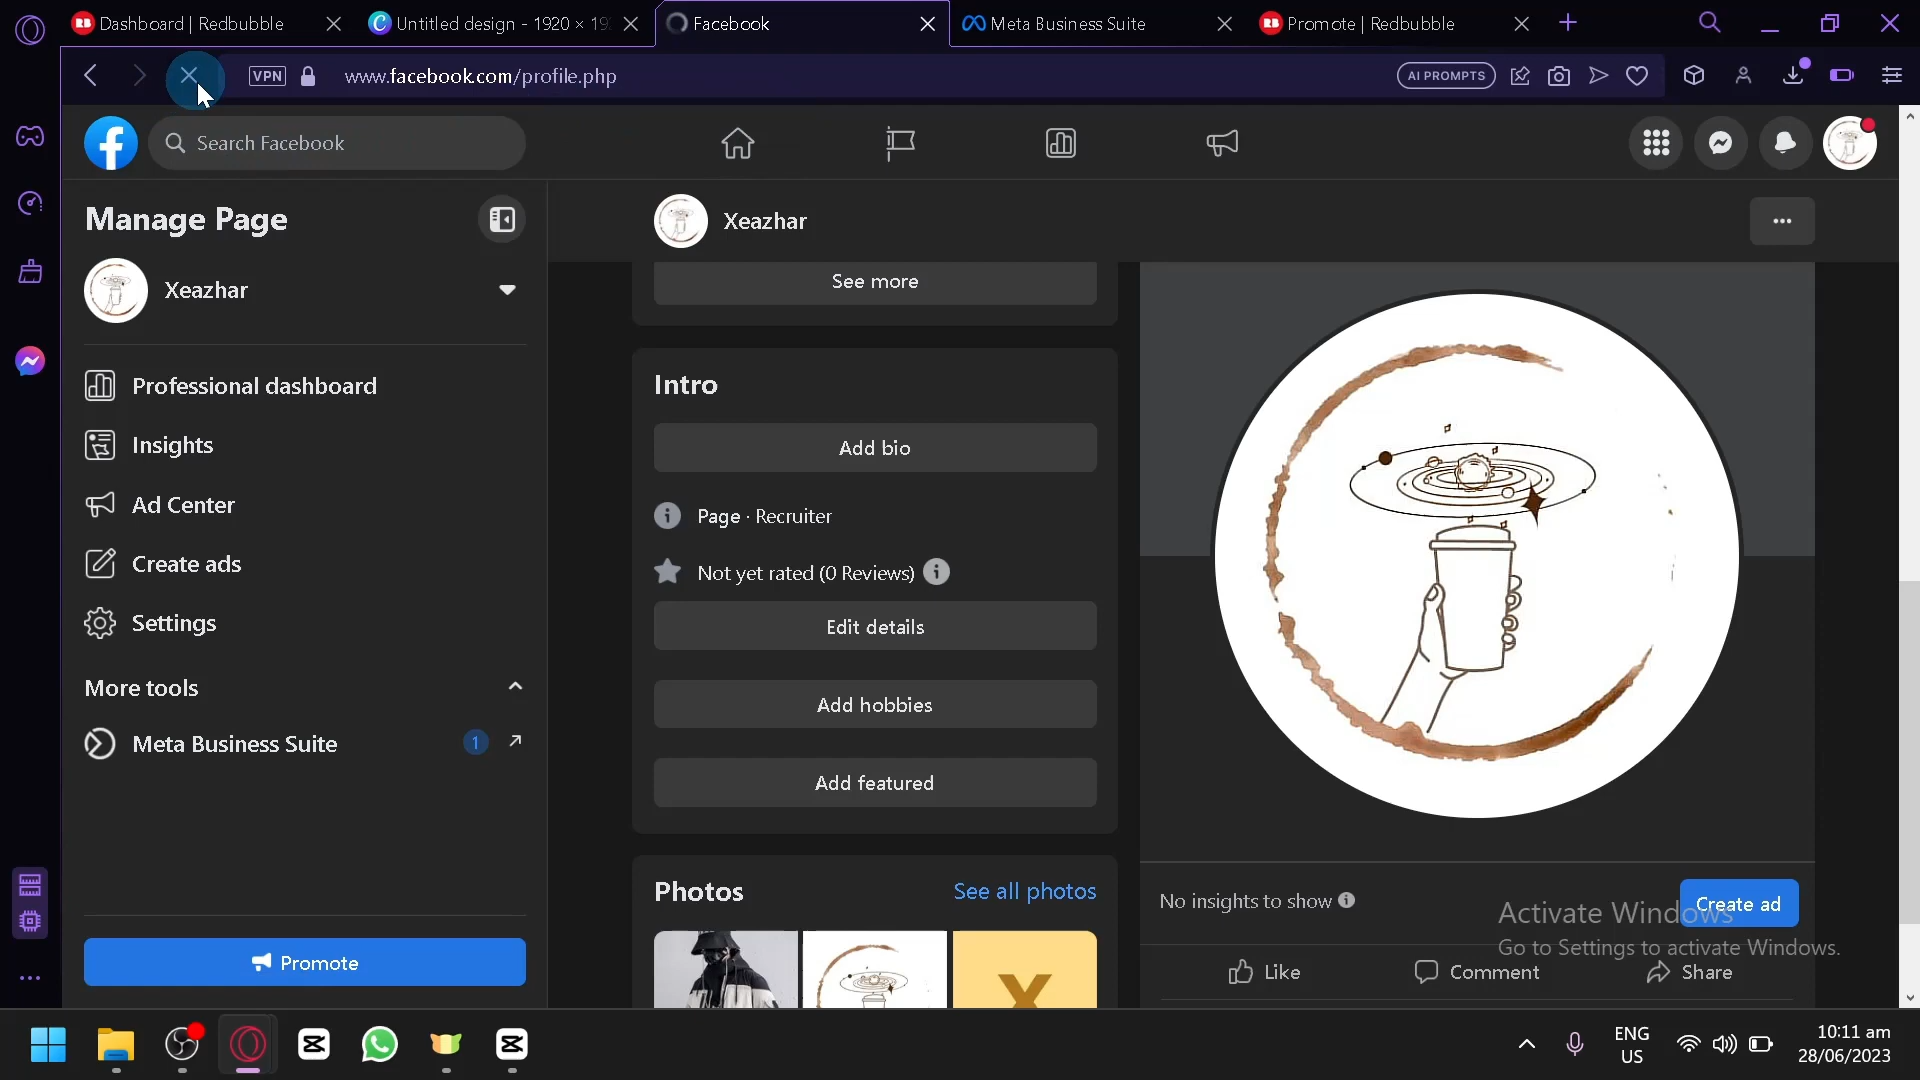 Dashboard | Redbubble
Untitled design - 1920 × 19
Facebook
Meta Business Suite
Promote | Redbubble
VPN
www.facebook.com/profile.php
AI PROMPTS
Search Facebook
Manage Page
Xeazhar
Professional dashboard
Insights
Ad Center
Create ads
Settings
More tools
Meta Business Suite
1
Promote
Xeazhar
See more
Intro
Add bio
Page · Recruiter
Not yet rated (0 Reviews)
Edit details
Add hobbies
Add featured
Photos
See all photos
X
No insights to show
Create ad
Like
Comment
Share
Activate Windows
Go to Settings to activate Windows.
ENG
US
10:11 am
28/06/2023